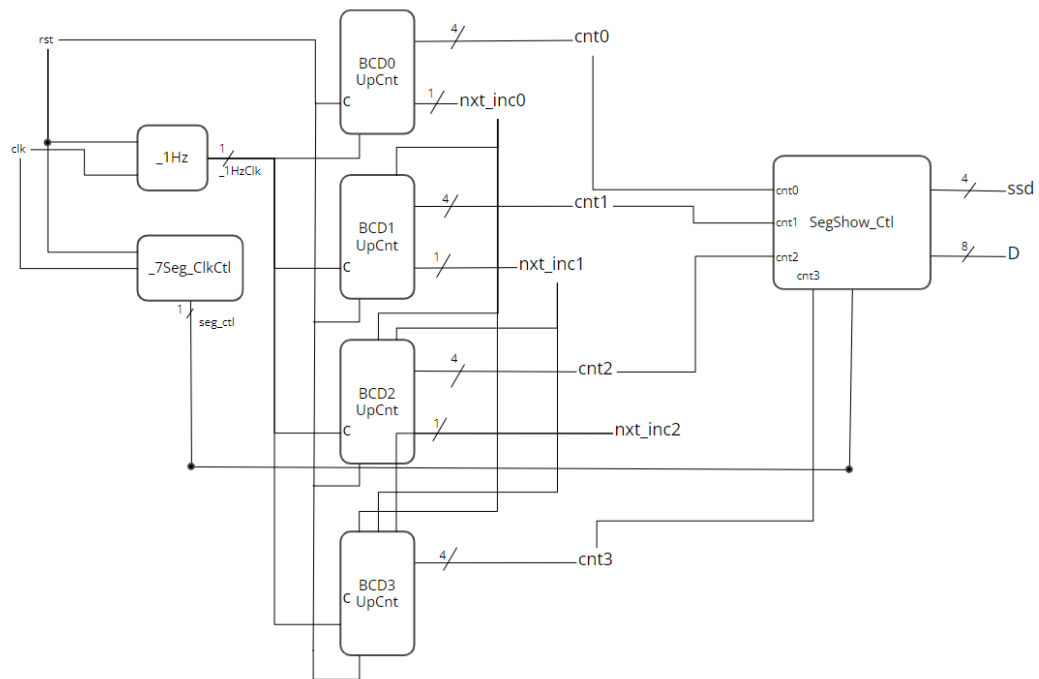 rst
clk
_1Hz
1
_1HzClk
_7Seg_ClkCtl
1
seg_ctl
BCD0
UpCnt
C
4
cnt0
1
nxt_inc0
BCD1
UpCnt
C
4
cnt1
1
nxt_inc1
BCD2
UpCnt
C
4
cnt2
1
nxt_inc2
BCD3
UpCnt
C
4
cnt3
cnt0
cnt1
cnt2
cnt3
SegShow_Ctl
4
ssd
8
D